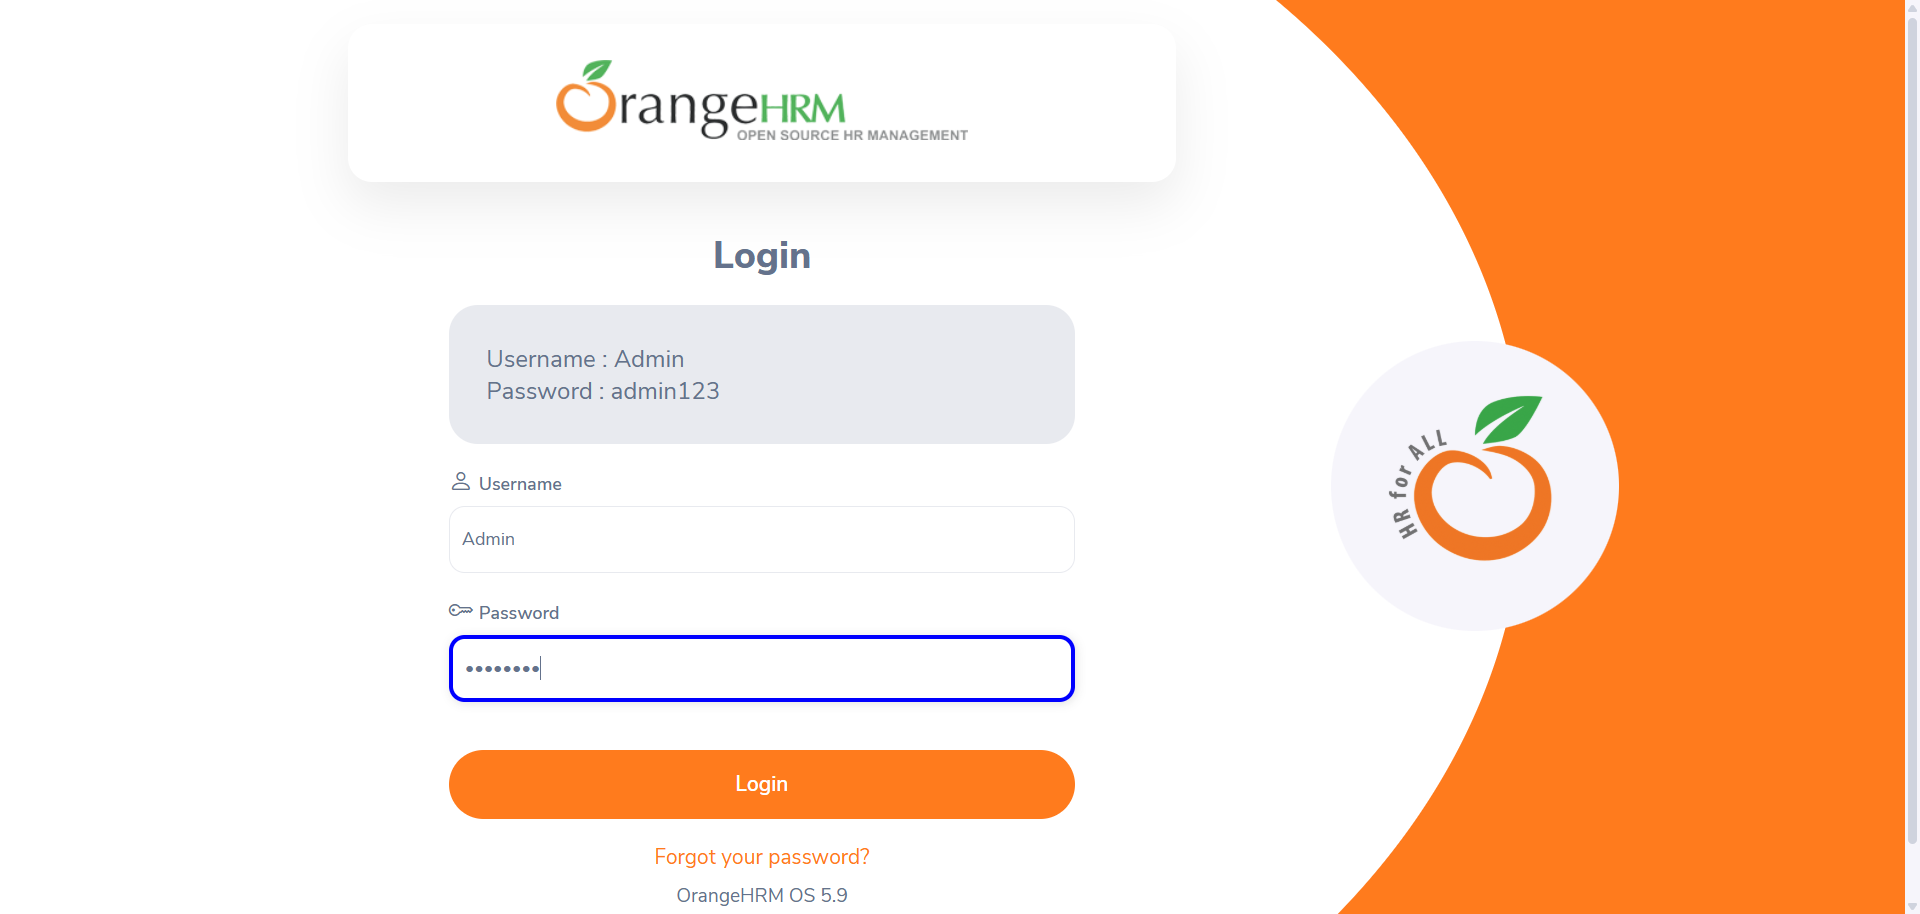 OrangeHRM
OPEN SOURCE HR MANAGEMENT
Login
Username : Admin
Password : admin123
Username
Admin
Password
••••••••
Login
Forgot your password?
OrangeHRM OS 5.9
HR for ALL